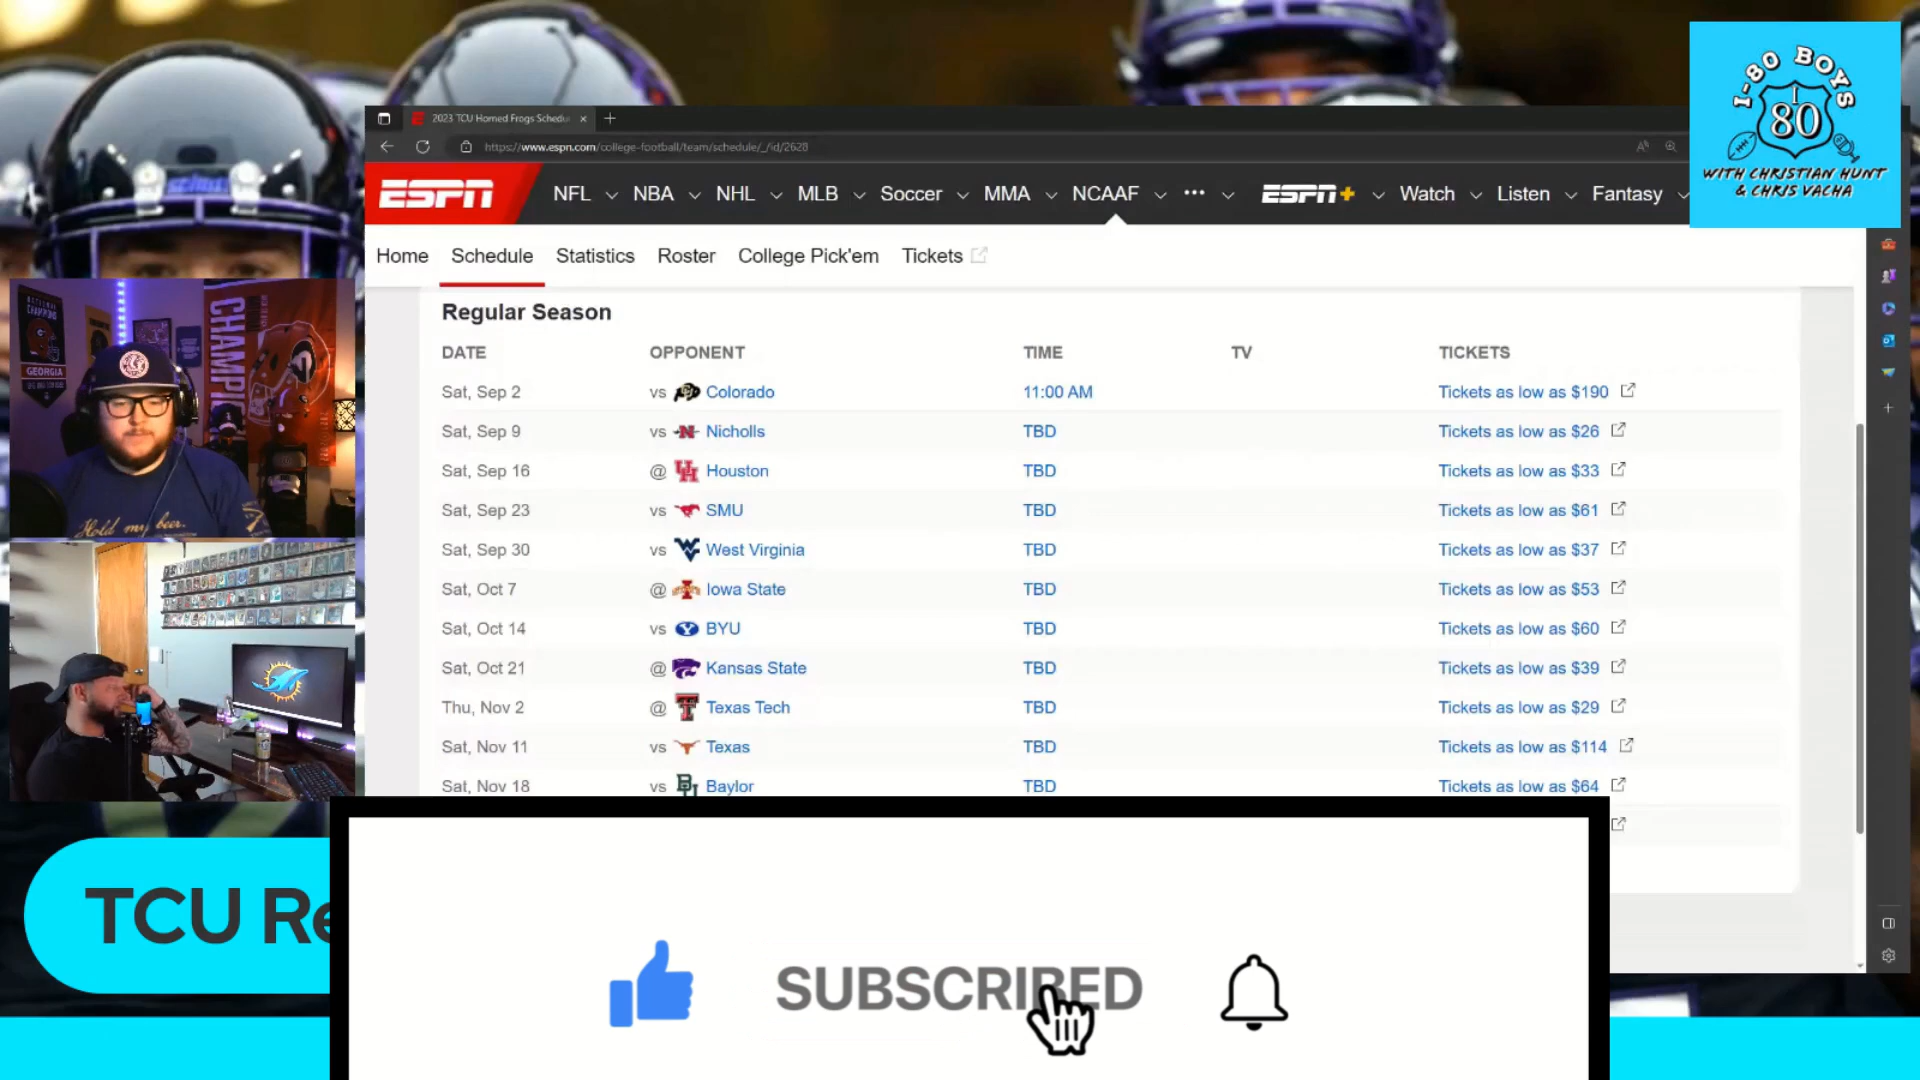 2023 TCU Horned Frogs Schedu
https://www.espn.com/college-football/team/schedule/_/id/2628
I-80 BOYS
I
80
WITH CHRISTIAN HUNT
& CHRIS VACHA
ESPN NFL NBA NHL MLB Soccer MMA NCAAF ... ESPN+ Watch Listen Fantasy
Home Schedule Statistics Roster College Pick'em Tickets
Regular Season
DATE OPPONENT TIME TV TICKETS
Sat, Sep 2 vs Colorado 11:00 AM Tickets as low as $190
Sat, Sep 9 vs Nicholls TBD Tickets as low as $26
Sat, Sep 16 @ Houston TBD Tickets as low as $33
Sat, Sep 23 vs SMU TBD Tickets as low as $61
Sat, Sep 30 vs West Virginia TBD Tickets as low as $37
Sat, Oct 7 @ Iowa State TBD Tickets as low as $53
Sat, Oct 14 vs BYU TBD Tickets as low as $60
Sat, Oct 21 @ Kansas State TBD Tickets as low as $39
Thu, Nov 2 @ Texas Tech TBD Tickets as low as $29
Sat, Nov 11 vs Texas TBD Tickets as low as $114
Sat, Nov 18 vs Baylor TBD Tickets as low as $64
CHAMPI
GEORGIA
Hold my beer.
TCU Re
SUBSCRIBED